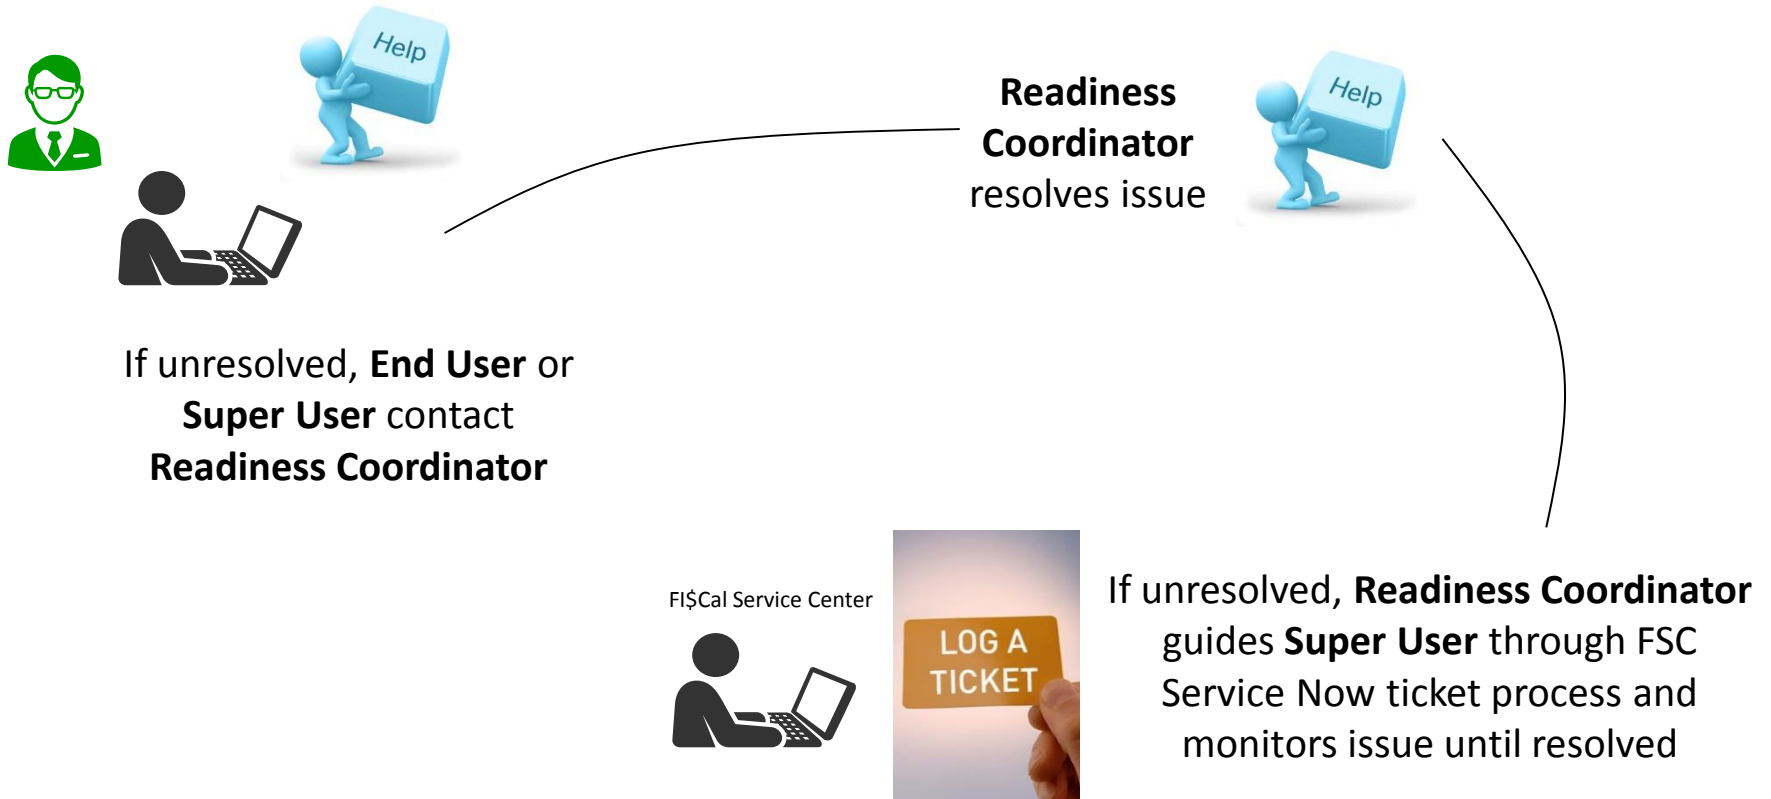 Help
Readiness
Coordinator
resolves issue
Help
If unresolved, End User or
Super User contact
Readiness Coordinator
FI$Cal Service Center
LOG A
TICKET
If unresolved, Readiness Coordinator
guides Super User through FSC
Service Now ticket process and
monitors issue until resolved